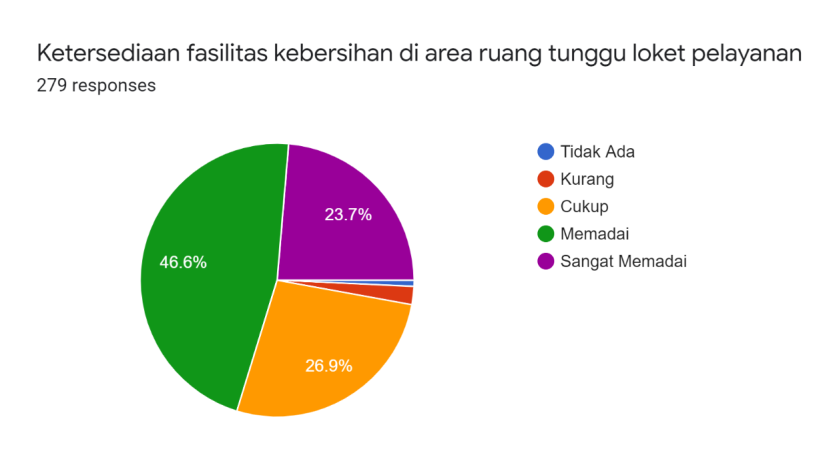 Ketersediaan fasilitas kebersihan di area ruang tunggu loket pelayanan
279 responses
Tidak Ada
Kurang
Cukup
Memadai
Sangat Memadai
23.7%
46.6%
26.9%